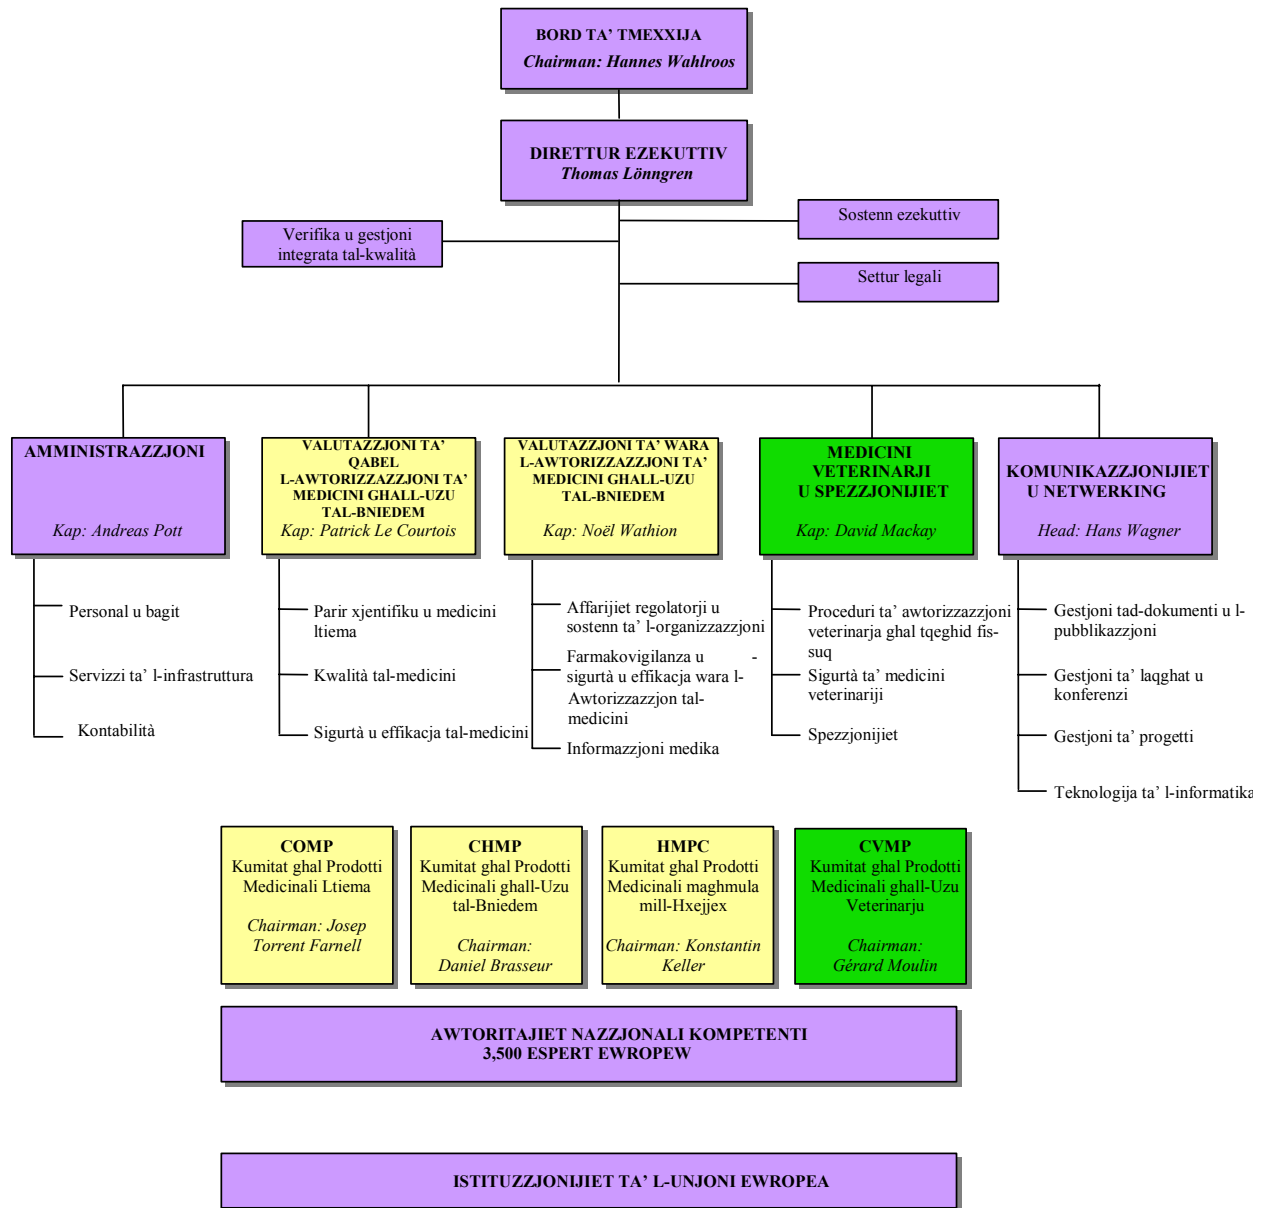 BORD TA' TMEXXIJA
Chairman: Hannes Wahlroos
DIRETTUR EZEKUTTIV
Thomas Lönngren
Verifika u gestjoni
integrata tal-kwalità
Sostenn ezekuttiv
Settur legali
AMMINISTRAZZJONI
Kap: Andreas Pott
VALUTAZZJONI TA'
QABEL
L-AWTORIZZAZZJONI TA'
MEDICINI GHALL-UZU
TAL-BNIEDEM
Kap: Patrick Le Courtois
VALUTAZZJONI TA' WARA
L-AWTORIZZAZZJONI TA'
MEDICINI GHALL-UZU
TAL-BNIEDEM
Kap: Noël Wathion
MEDICINI
VETERINARJI
U SPEZZJONIJIET
Kap: David Mackay
KOMUNIKAZZJONIJIET
U NETWERKING
Head: Hans Wagner
Personal u bagit
Servizzi ta' l-infrastruttura
Kontabilità
Parir xjentifiku u medicini
ltiema
Kwalità tal-medicini
Sigurtà u effikacja tal-medicini
Affarijiet regolatorji u
sostenn ta' l-organizzazzjoni
Farmakovigilanza u -
sigurtà u effikacja wara l-
Awtorizzazzjon tal-
medicini
Informazzjoni medika
Proceduri ta' awtorizzazzjoni
veterinarja ghal tqeghid fis-
suq
Sigurtà ta' medicini
veterinariji
Spezzjonijiet
Gestjoni tad-dokumenti u l-
pubblikazzjoni
Gestjoni ta' laqghat u
konferenzi
Gestjoni ta' progetti
Teknologija ta' l-informatika
COMP
Kumitat ghal Prodotti
Medicinali Ltiema
Chairman: Josep
Torrent Farnell
CHMP
Kumitat ghal Prodotti
Medicinali ghall-Uzu
tal-Bniedem
Chairman:
Daniel Brasseur
HMPC
Kumitat ghal Prodotti
Medicinali maghmula
mill-Hxejjex
Chairman: Konstantin
Keller
CVMP
Kumitat ghal Prodotti
Medicinali ghall-Uzu
Veterinarju
Chairman:
Gérard Moulin
AWTORITAJIET NAZZJONALI KOMPETENTI
3,500 ESPERT EWROPEW
ISTITUZZJONIJIET TA' L-UNJONI EWROPEA